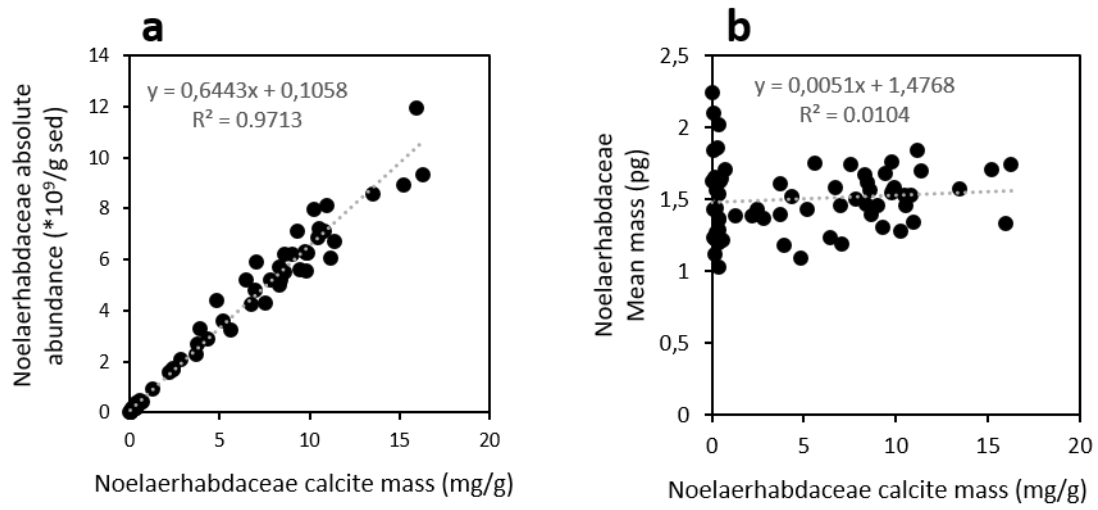 a
14
12
10
8
6
4
2
0
y = 0,6443x + 0,1058
R² = 0.9713
Noelaerhabdaceae absolute
abundance (*10⁹/g sed)
0 5 10 15 20
Noelaerhabdaceae calcite mass (mg/g)
b
2,5
2
1,5
1
0,5
0
y = 0,0051x + 1,4768
R² = 0.0104
Noelaerhabdaceae
Mean mass (pg)
0 5 10 15 20
Noelaerhabdaceae calcite mass (mg/g)